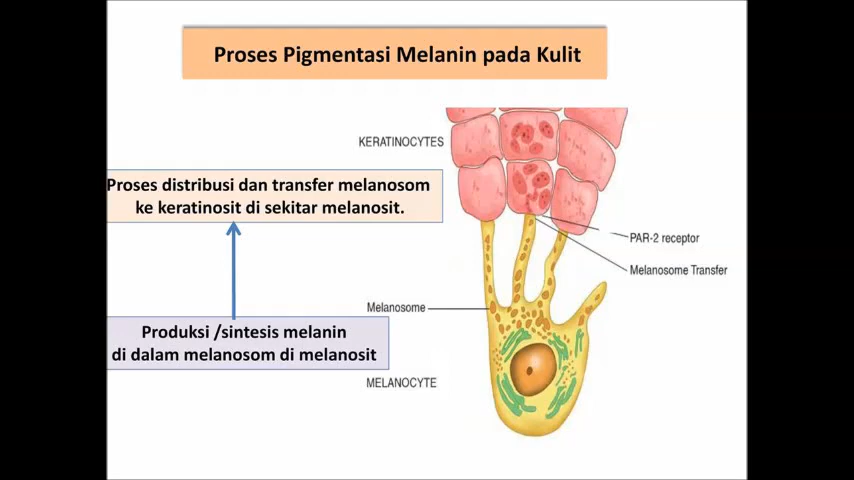 Proses Pigmentasi Melanin pada Kulit
KERATINOCYTES
Proses distribusi dan transfer melanosom
ke keratinosit di sekitar melanosit.
PAR-2 receptor
Melanosome Transfer
Melanosome
Produksi /sintesis melanin
di dalam melanosom di melanosit
MELANOCYTE